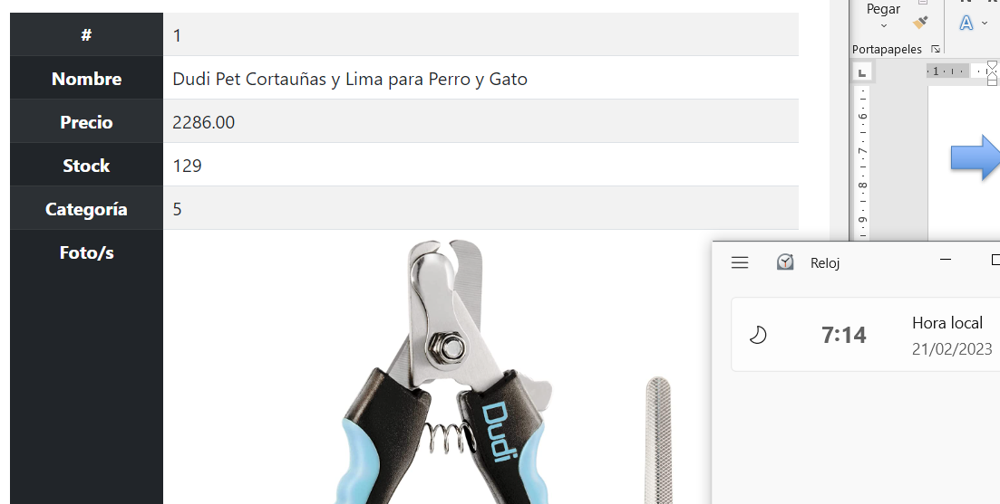 # 1
Nombre Dudi Pet Cortauñas y Lima para Perro y Gato
Precio 2286.00
Stock 129
Categoría 5
Foto/s
Dudi
Pegar
A
Portapapeles
L
1
6
7
8
9
Reloj
7:14
Hora local
21/02/2023